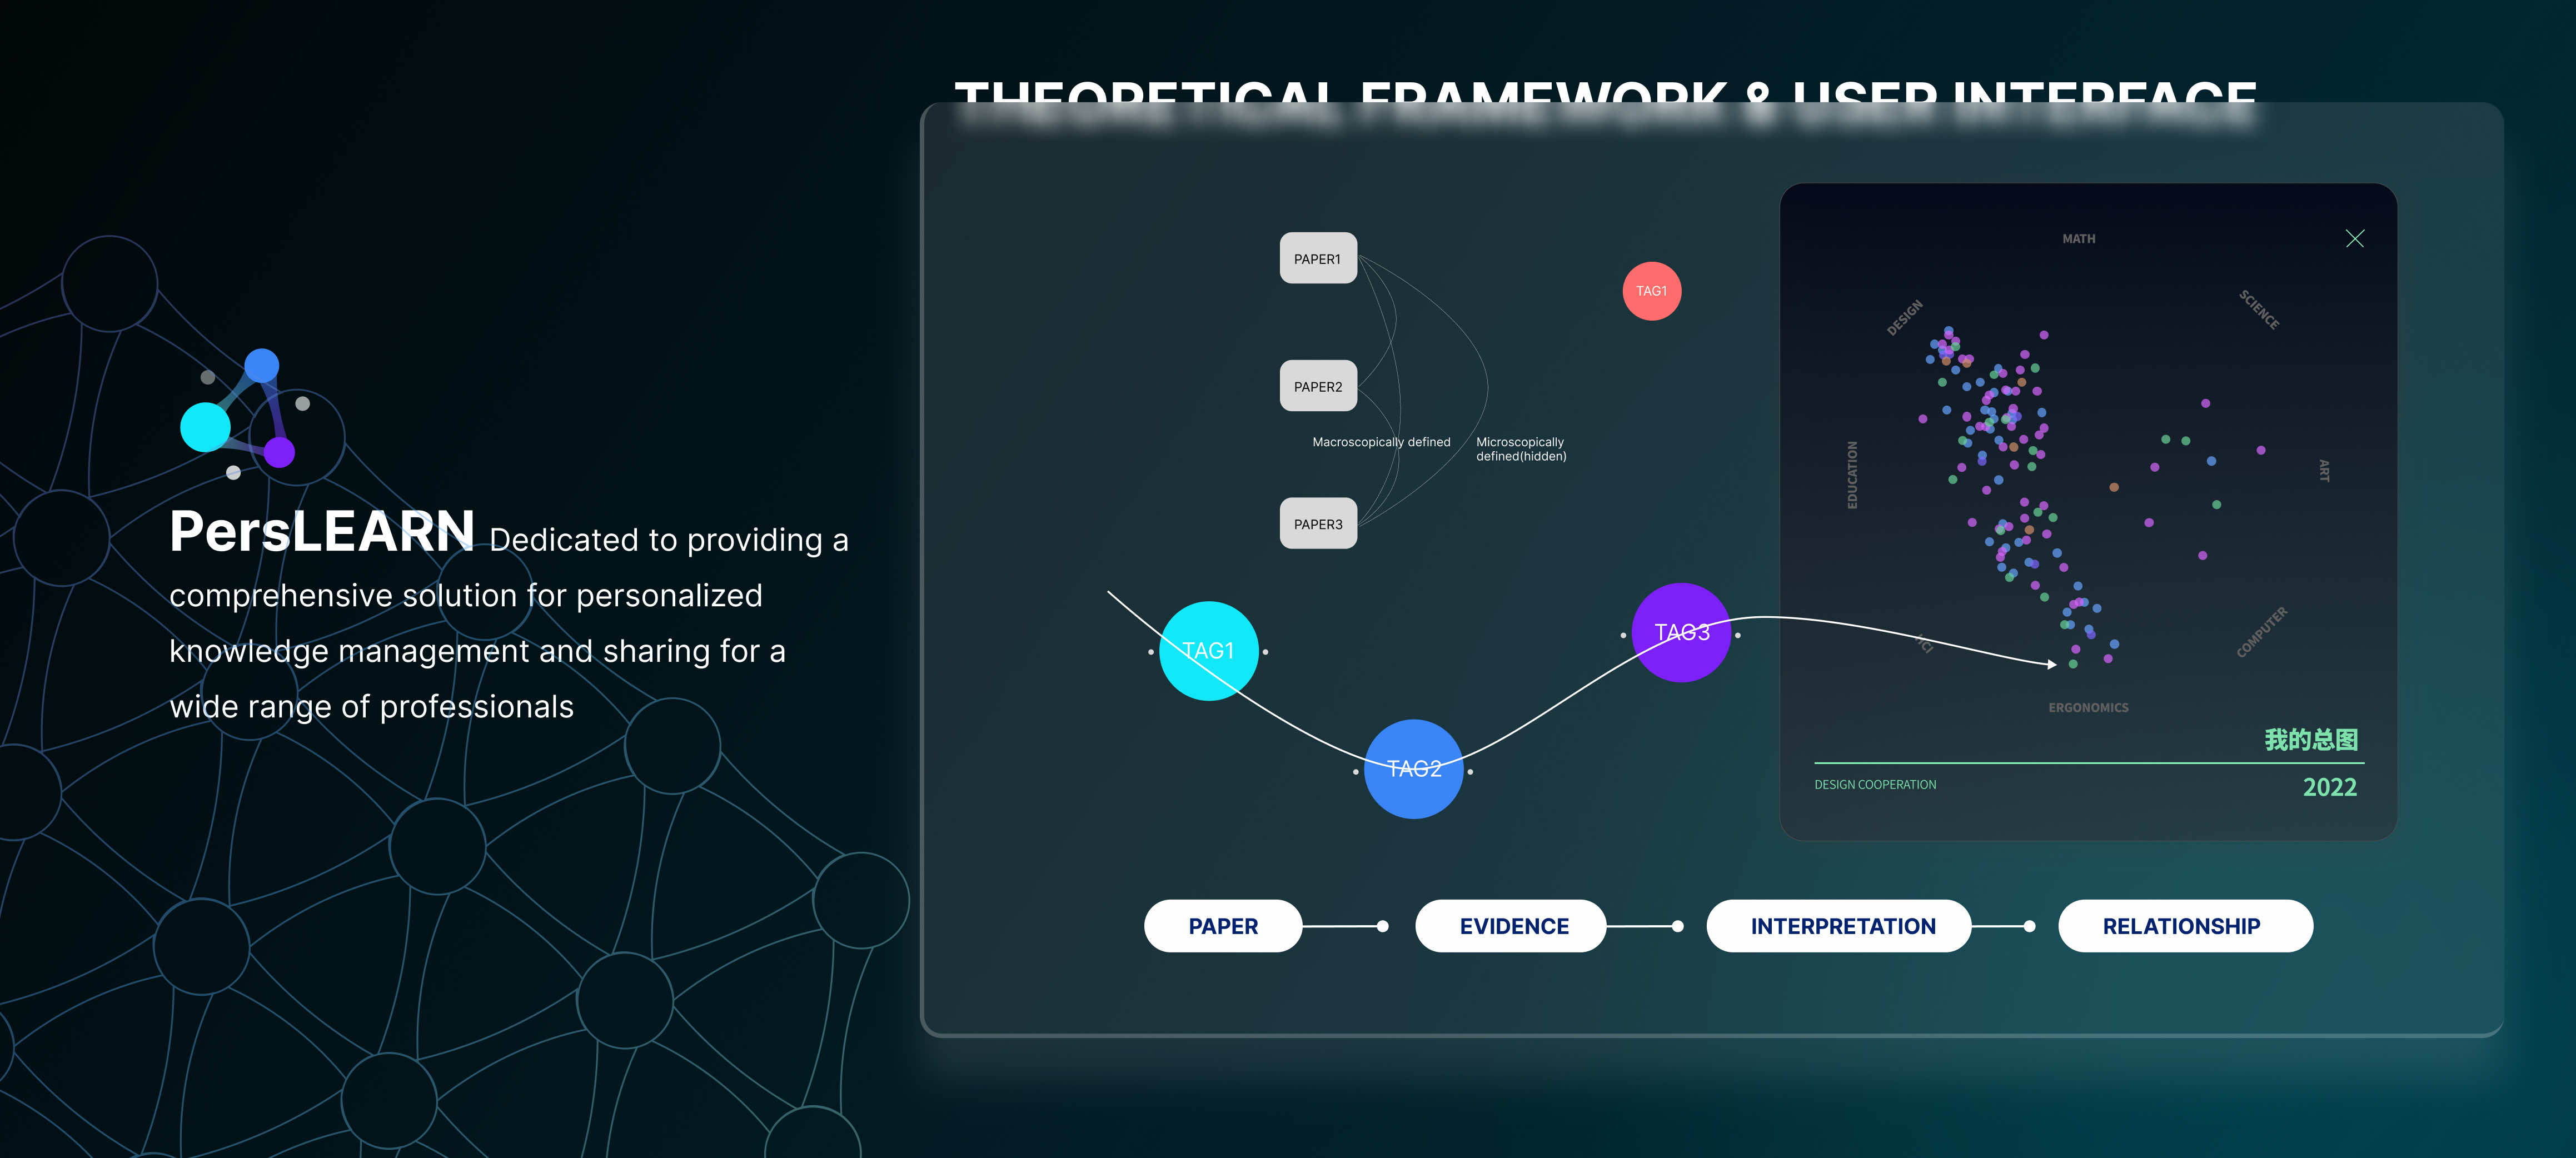 THEORETICAL FRAMEWORK & USER INTERFACE
PersLEARN Dedicated to providing a
comprehensive solution for personalized
knowledge management and sharing for a
wide range of professionals
PAPER1
PAPER2
PAPER3
Macroscopically defined
Microscopically
defined(hidden)
TAG1
TAG1
TAG2
TAG3
MATH
DESIGN
SCIENCE
EDUCATION
ART
COMPUTER
ERGONOMICS
我的总图
DESIGN COOPERATION
2022
PAPER
EVIDENCE
INTERPRETATION
RELATIONSHIP